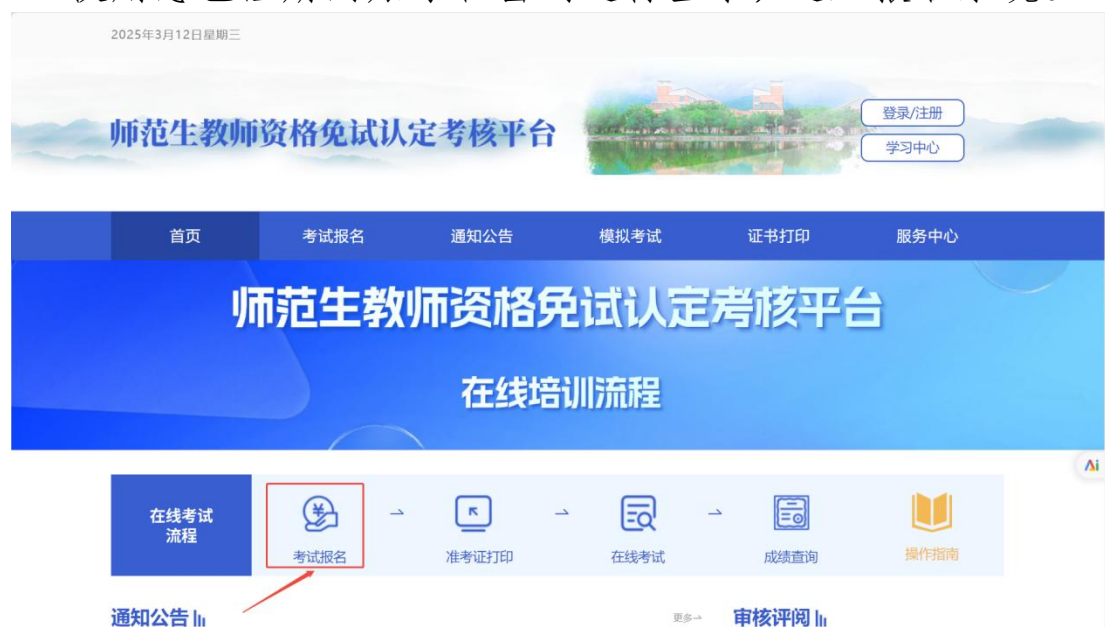 2025年3月12日星期三
师范生教师资格免试认定考核平台
登录/注册
学习中心
首页 考试报名 通知公告 模拟考试 证书打印 服务中心
师范生教师资格免试认定考核平台
在线培训流程
在线考试
流程
考试报名 准考证打印 在线考试 成绩查询 操作指南
通知公告 更多→ 审核评阅